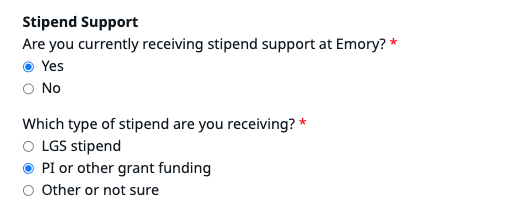 Stipend Support
Are you currently receiving stipend support at Emory? *
Yes
No
Which type of stipend are you receiving? *
LGS stipend
PI or other grant funding
Other or not sure